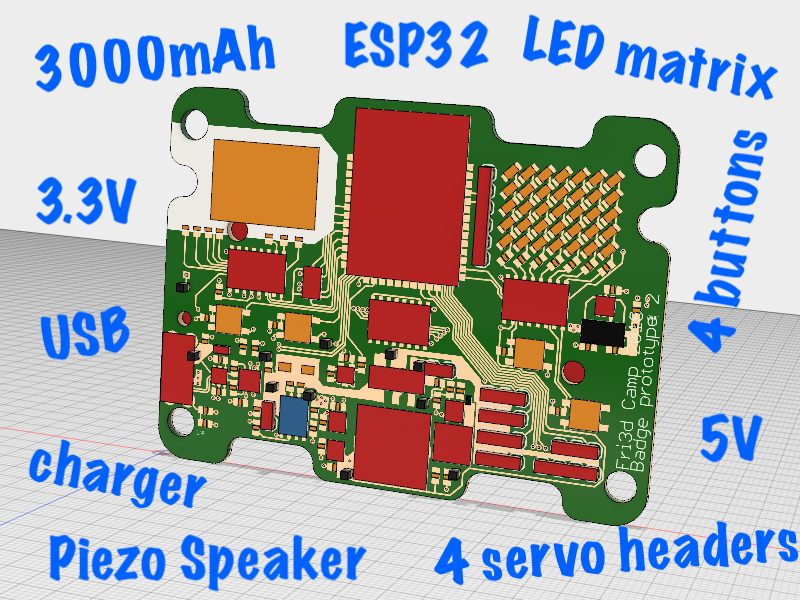 3000mAh
ESP32
LED matrix
3.3V
4 buttons
USB
5V
charger
Piezo Speaker
4 servo headers
Fri3d Camp
Badge prototype 2